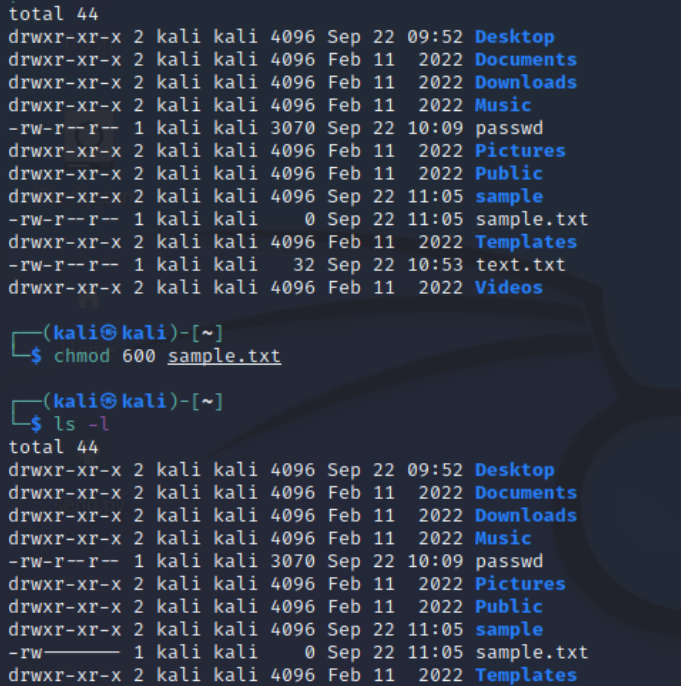 total 44
drwxr-xr-x 2 kali kali 4096 Sep 22 09:52 Desktop
drwxr-xr-x 2 kali kali 4096 Feb 11  2022 Documents
drwxr-xr-x 2 kali kali 4096 Feb 11  2022 Downloads
drwxr-xr-x 2 kali kali 4096 Feb 11  2022 Music
-rw-r--r-- 1 kali kali 3070 Sep 22 10:09 passwd
drwxr-xr-x 2 kali kali 4096 Feb 11  2022 Pictures
drwxr-xr-x 2 kali kali 4096 Feb 11  2022 Public
drwxr-xr-x 2 kali kali 4096 Sep 22 11:05 sample
-rw-r--r-- 1 kali kali    0 Sep 22 11:05 sample.txt
drwxr-xr-x 2 kali kali 4096 Feb 11  2022 Templates
-rw-r--r-- 1 kali kali   32 Sep 22 10:53 text.txt
drwxr-xr-x 2 kali kali 4096 Feb 11  2022 Videos
┌──(kali㉿kali)-[~]
└─$ chmod 600 sample.txt
┌──(kali㉿kali)-[~]
└─$ ls -l
total 44
drwxr-xr-x 2 kali kali 4096 Sep 22 09:52 Desktop
drwxr-xr-x 2 kali kali 4096 Feb 11  2022 Documents
drwxr-xr-x 2 kali kali 4096 Feb 11  2022 Downloads
drwxr-xr-x 2 kali kali 4096 Feb 11  2022 Music
-rw-r--r-- 1 kali kali 3070 Sep 22 10:09 passwd
drwxr-xr-x 2 kali kali 4096 Feb 11  2022 Pictures
drwxr-xr-x 2 kali kali 4096 Feb 11  2022 Public
drwxr-xr-x 2 kali kali 4096 Sep 22 11:05 sample
-rw------- 1 kali kali    0 Sep 22 11:05 sample.txt
drwxr-xr-x 2 kali kali 4096 Feb 11  2022 Templates